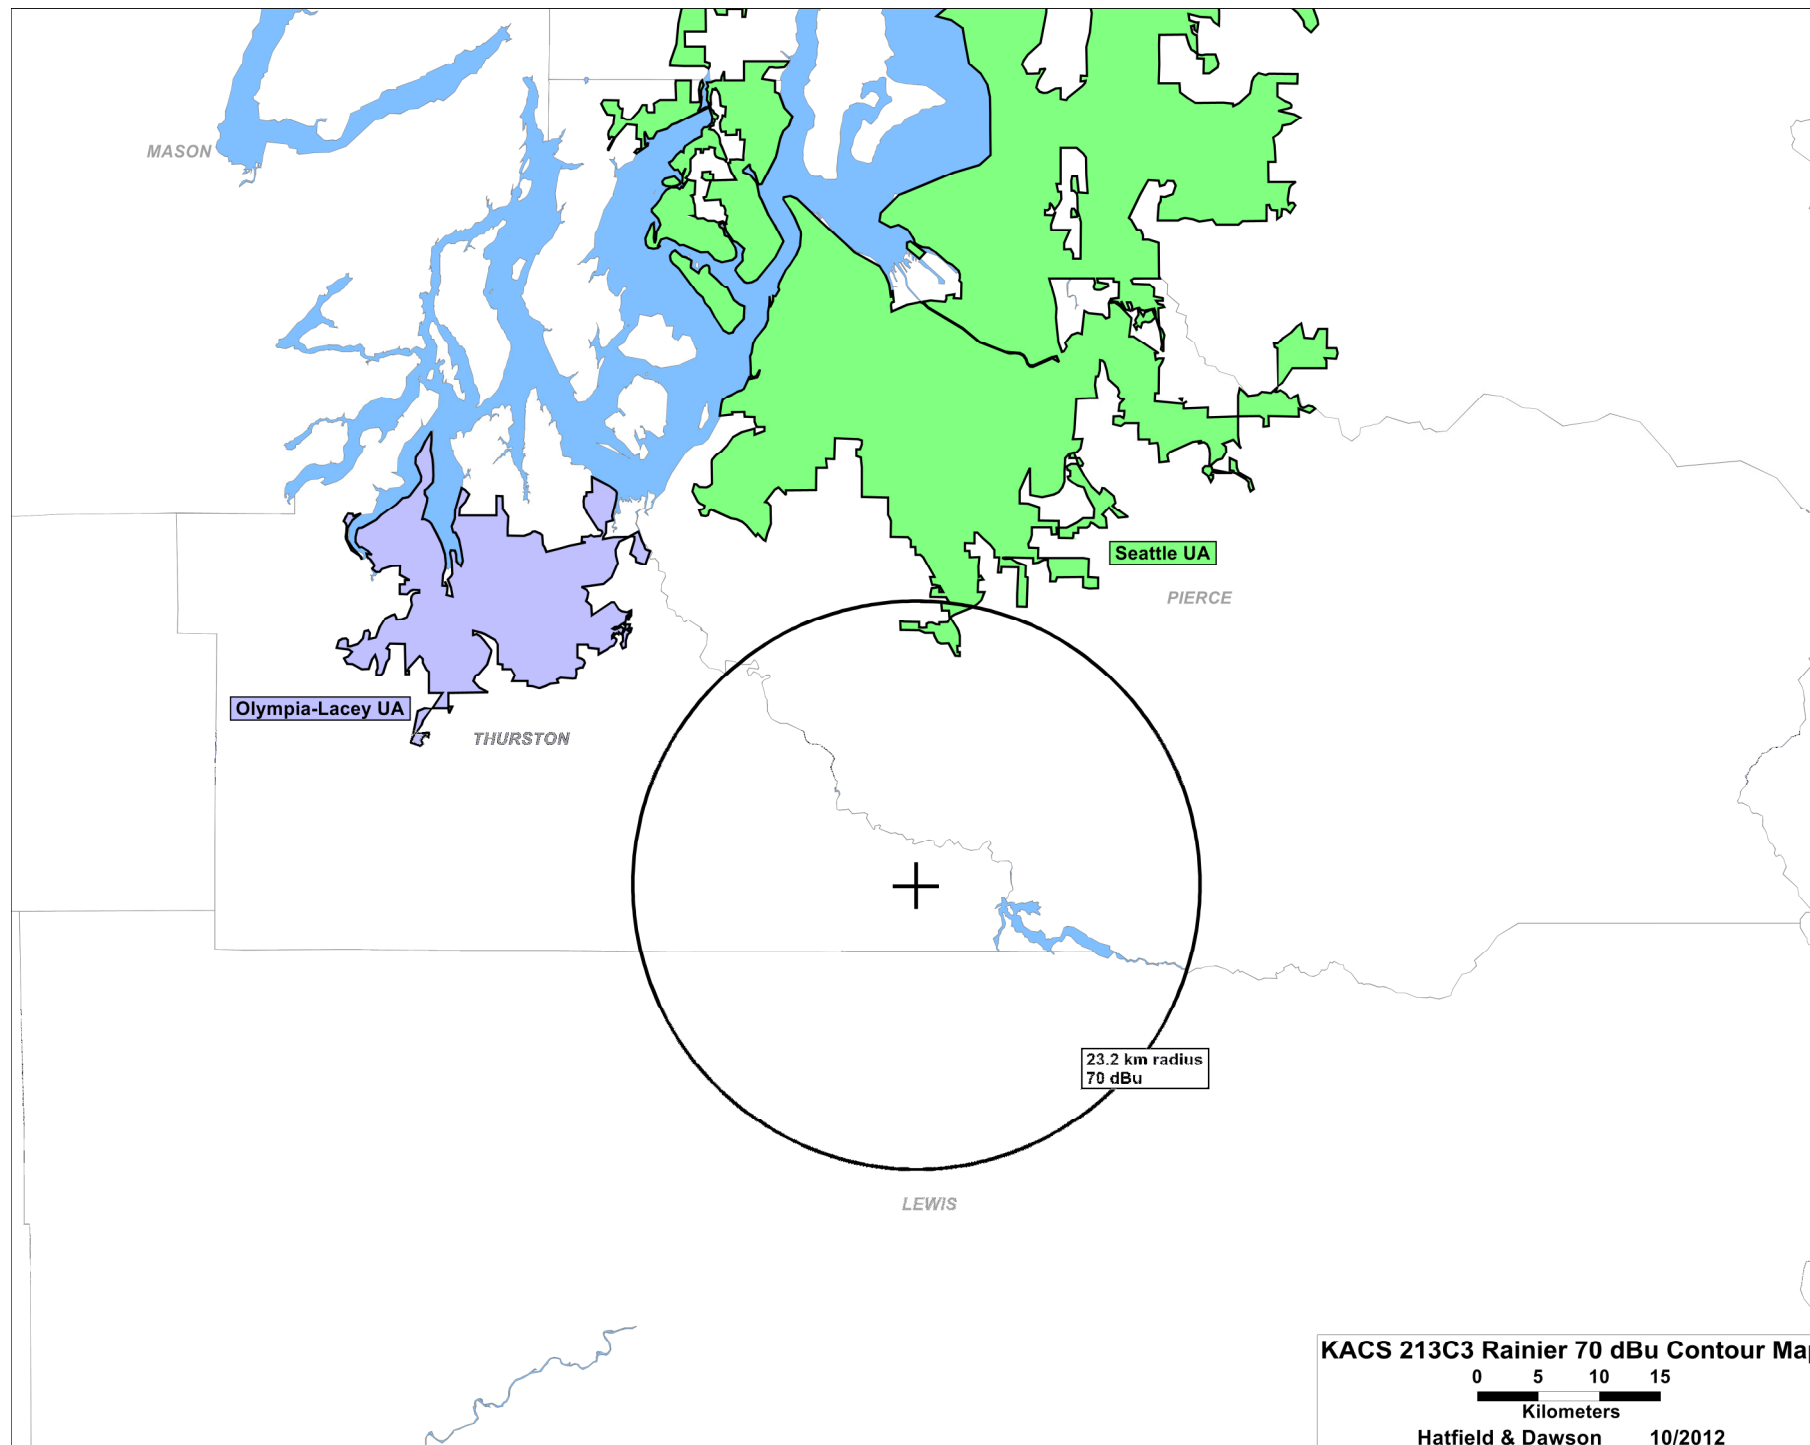 MASON
Seattle UA
PIERCE
Olympia-Lacey UA
THURSTON
23.2 km radius
70 dBu
LEWIS
KACS 213C3 Rainier 70 dBu Contour Map
0 5 10 15
Kilometers
Hatfield & Dawson 10/2012